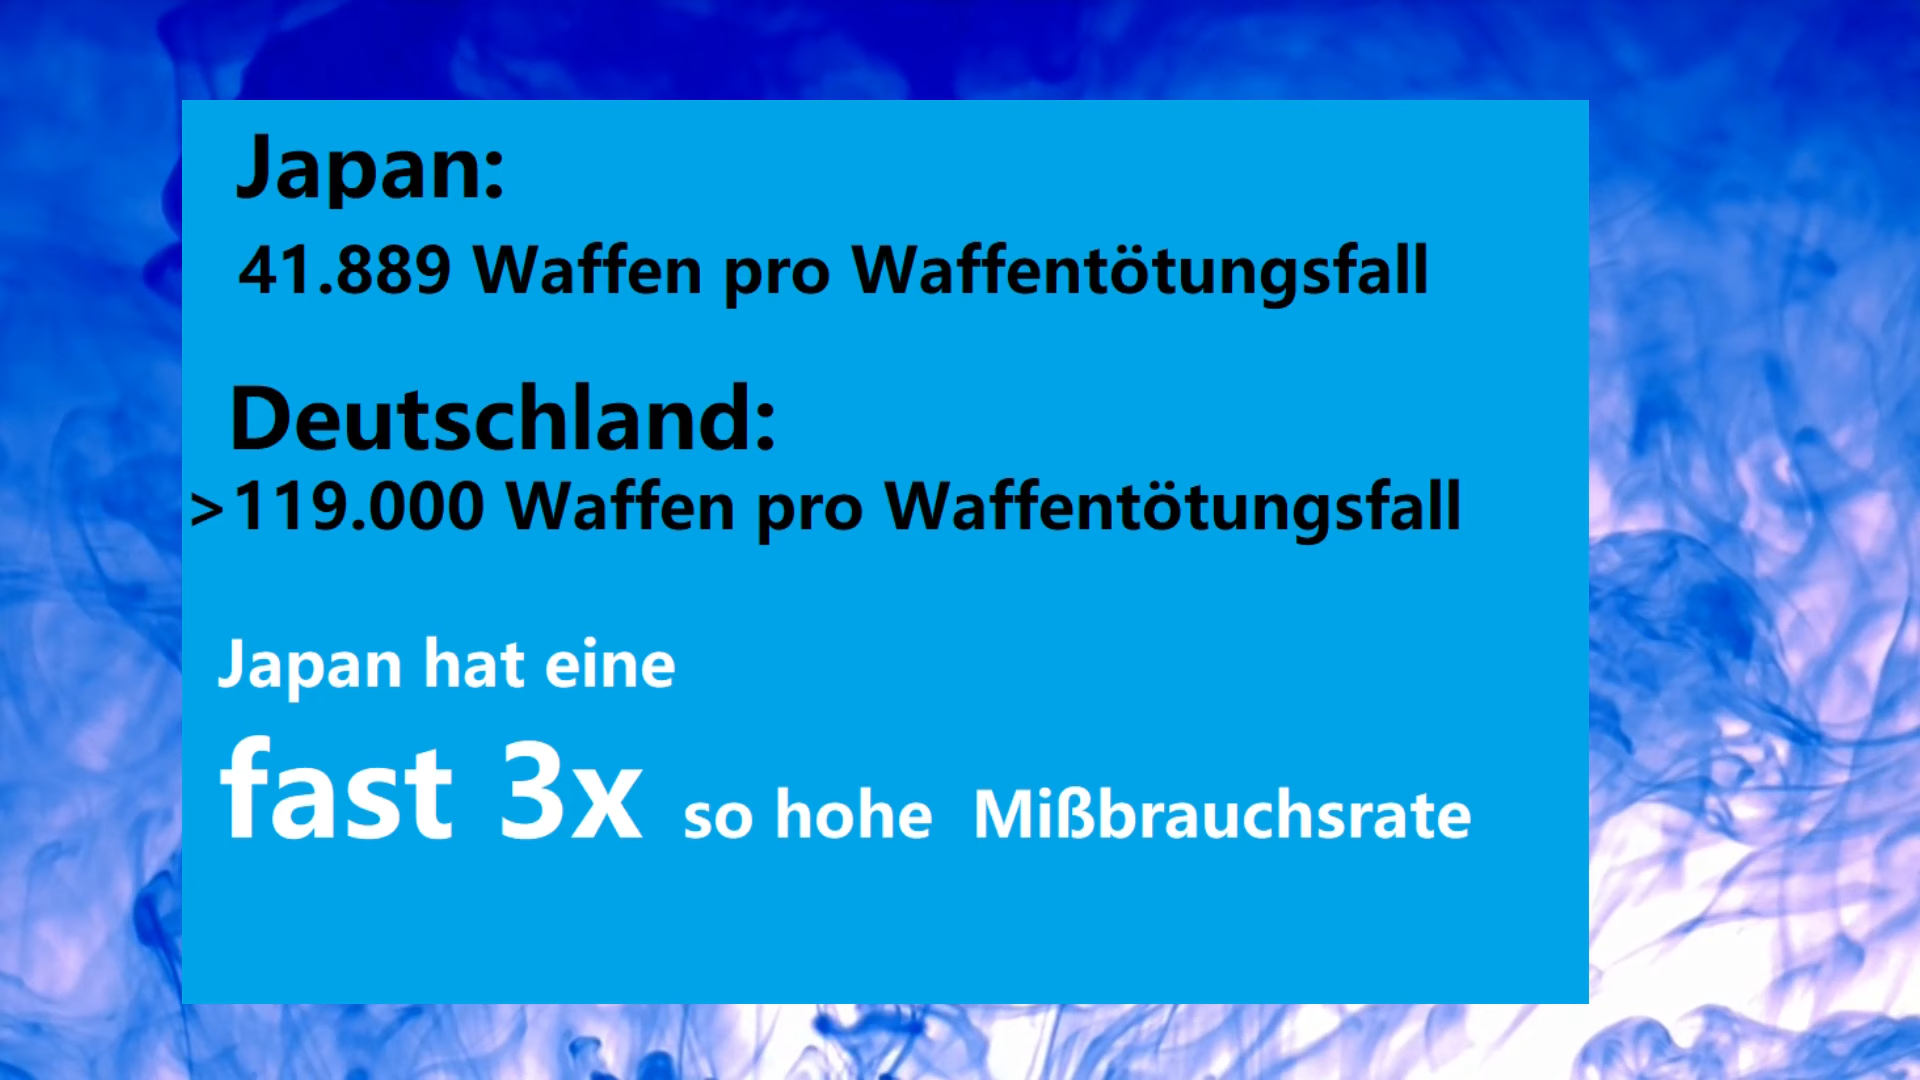 Japan:
41.889 Waffen pro Waffentötungsfall
Deutschland:
>119.000 Waffen pro Waffentötungsfall
Japan hat eine
fast 3x so hohe Mißbrauchsrate